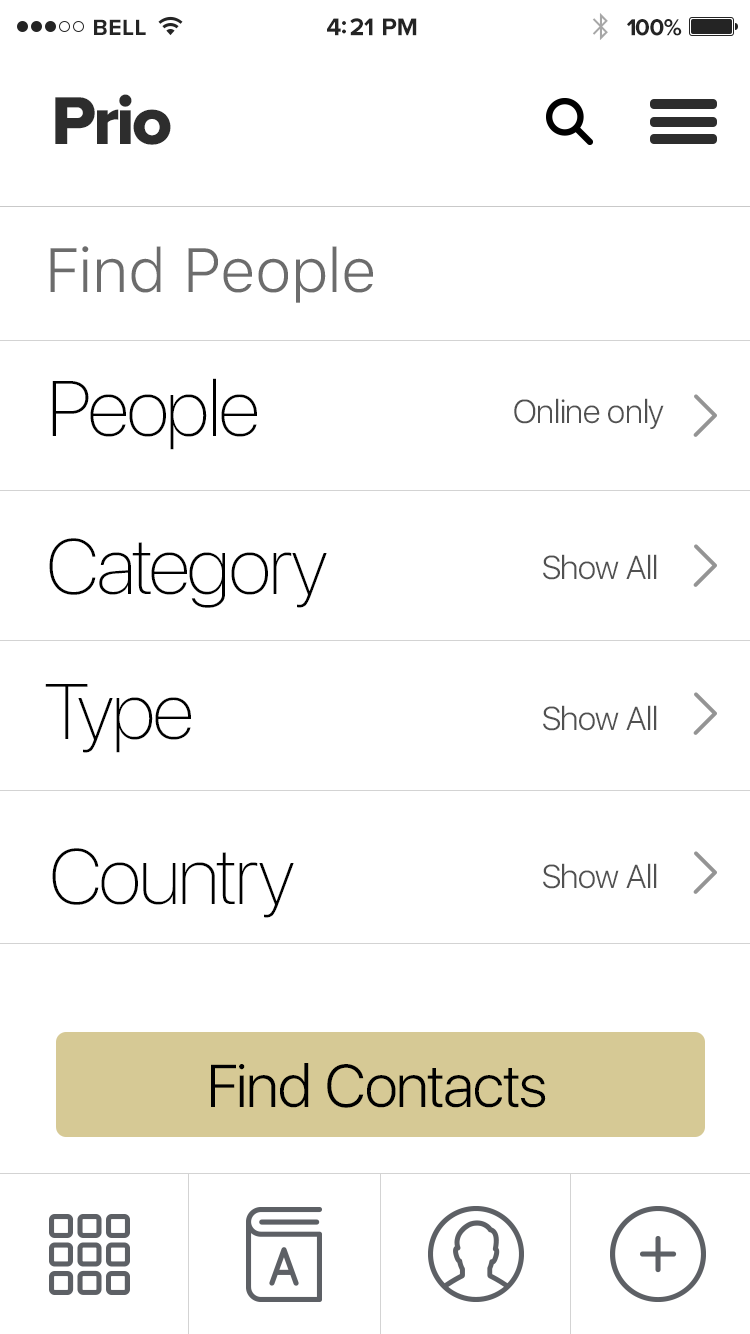 BELL 4:21 PM 100%
Prio
Find People
People Online only
Category Show All
Type Show All
Country Show All
Find Contacts
A